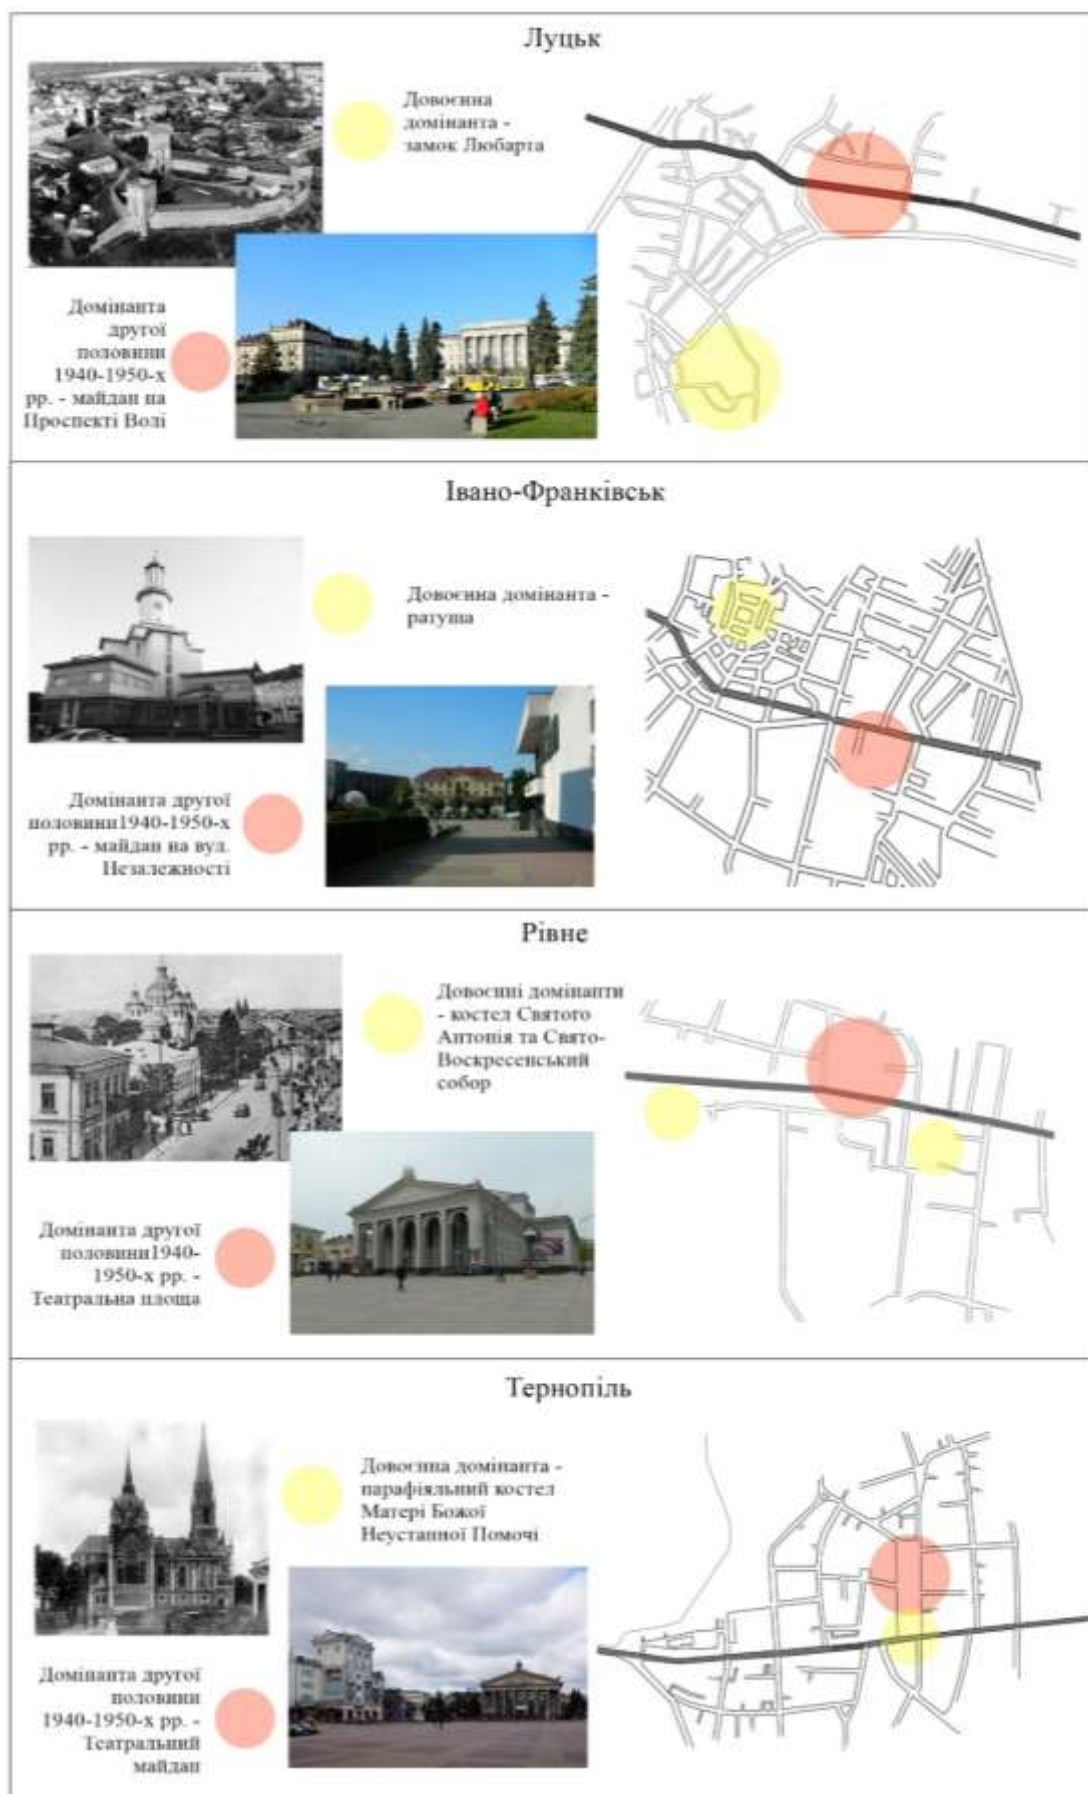 Луцьк
Довоєнна
домінанта -
замок Любарта
Домінанта
другої
половини
1940-1950-х
рр. - майдан на
Проспекті Волі
Івано-Франківськ
Довоєнна домінанта -
ратуша
Домінанта другої
половини1940-1950-х
рр. - майдан на вул.
Незалежності
Рівне
Довоєнні домінанти
- костел Святого
Антонія та Свято-
Воскресенський
собор
Домінанта другої
половини1940-
1950-х рр. -
Театральна площа
Тернопіль
Довоєнна домінанта -
парафіяльний костел
Матері Божої
Неустанної Помочі
Домінанта другої
половини
1940-1950-х рр. -
Театральний
майдан